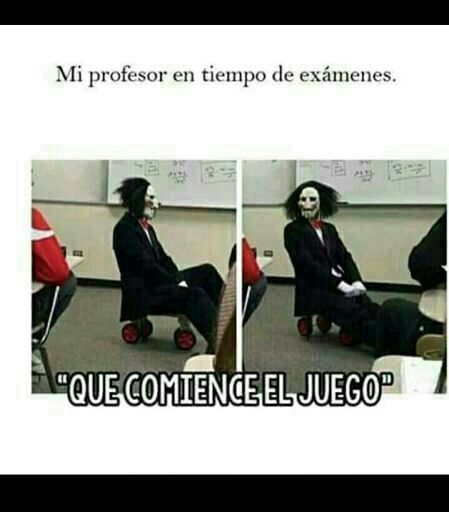 Mi profesor en tiempo de exámenes.
"QUE COMIENCE EL JUEGO"